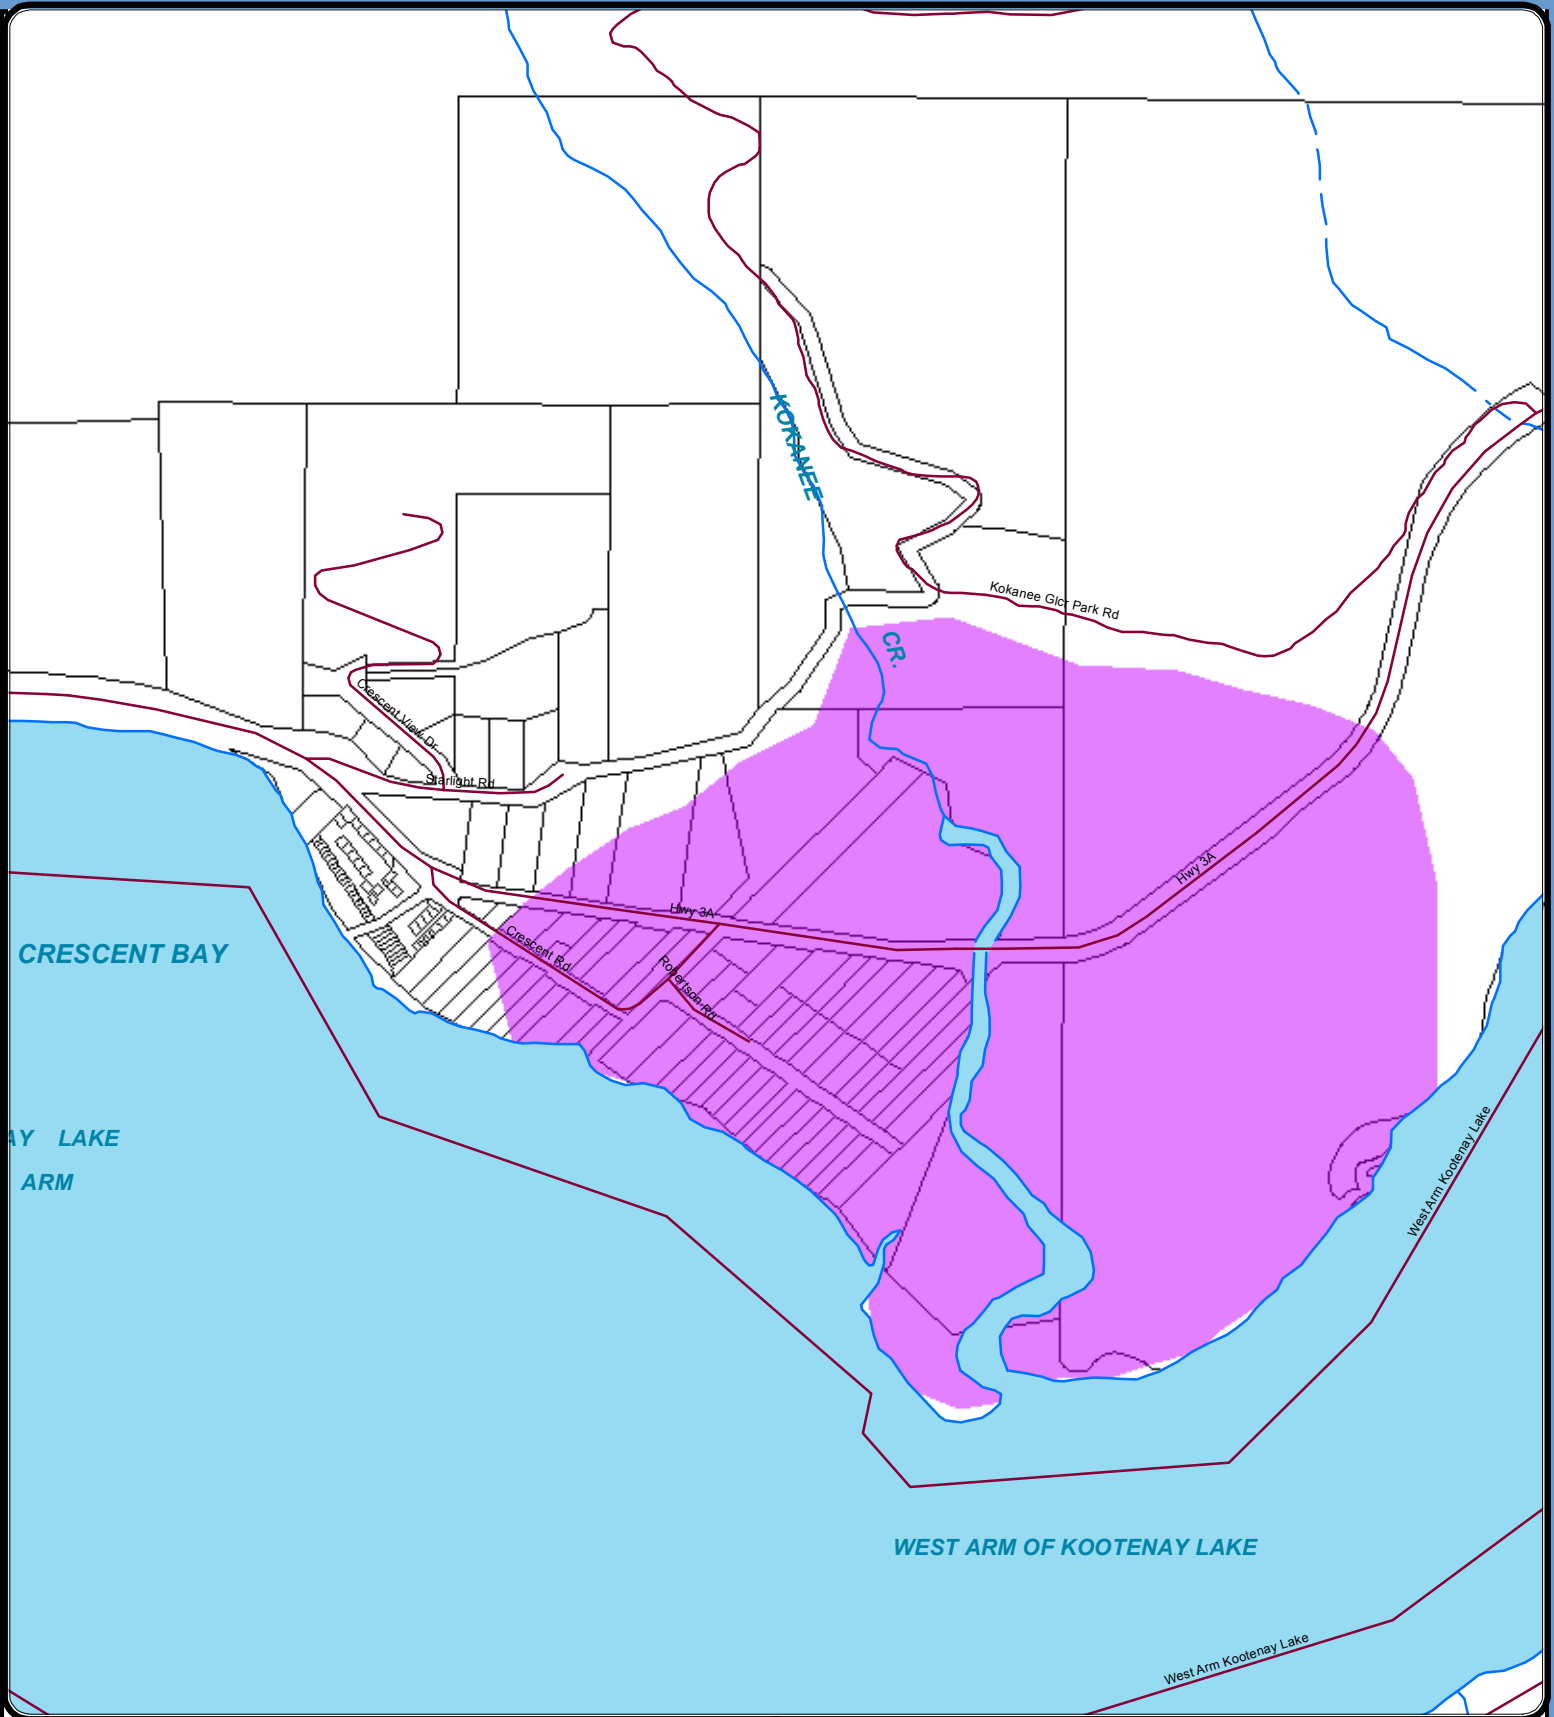 KOKANEE
Kokanee Glcr Park Rd
CR.
Crescent View Dr
Starlight Rd
Hwy 3A
Hwy 3A
Crescent Rd
CRESCENT BAY
Robertson Rd
AY LAKE
ARM
West Arm Kootenay Lake
WEST ARM OF KOOTENAY LAKE
West Arm Kootenay Lake